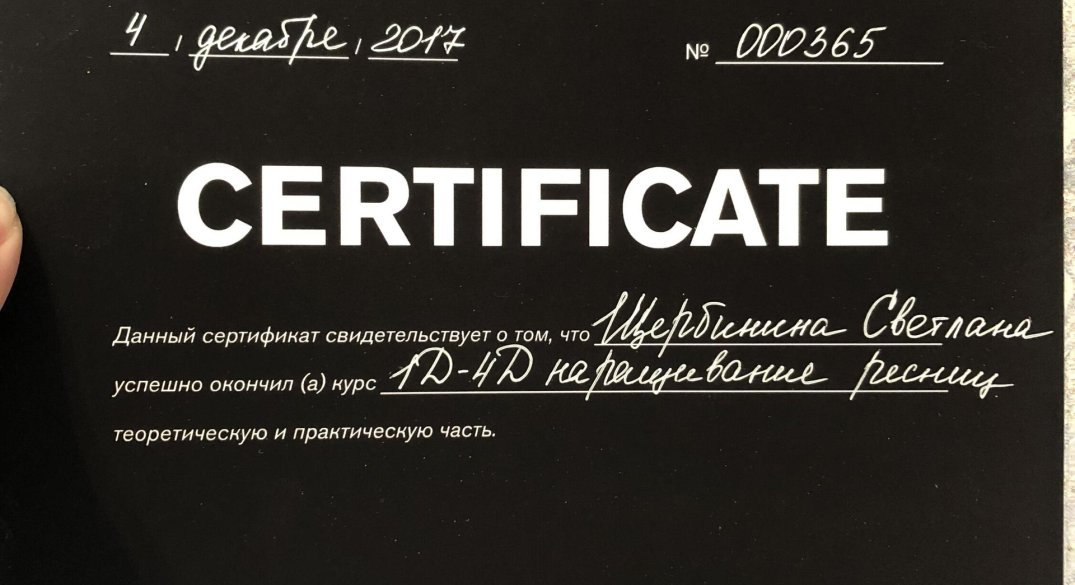 4 / декабре / 2017 № 000365
CERTIFICATE
Данный сертификат свидетельствует о том, что Щербинина Светлана
успешно окончил (а) курс 1D-4D наращивание ресниц
теоретическую и практическую часть.